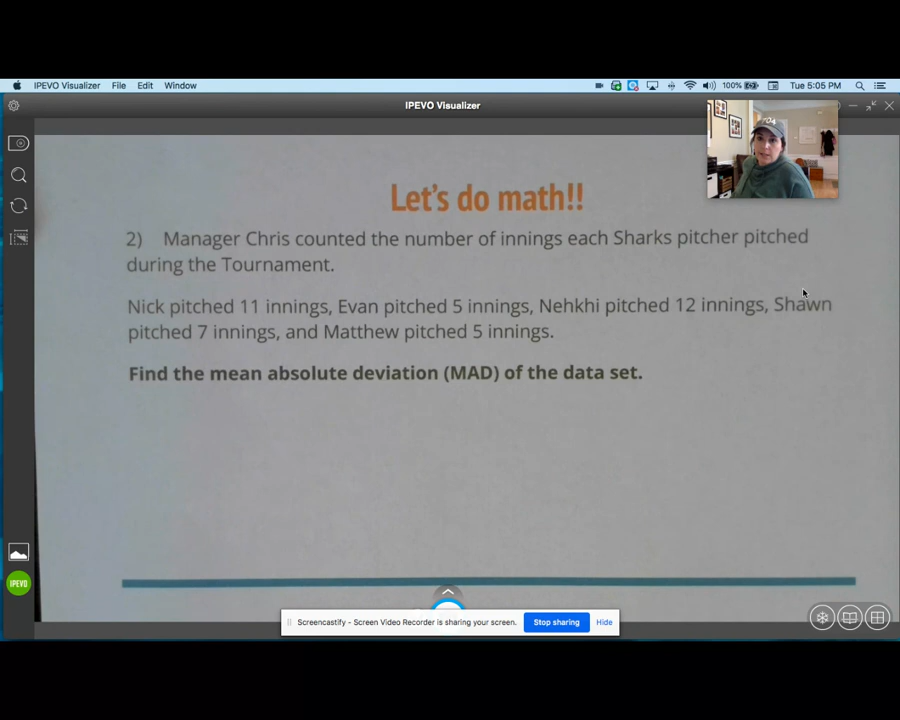 IPEVO Visualizer File Edit Window 100% Tue 5:05 PM
IPEVO Visualizer
Let's do math!!
2) Manager Chris counted the number of innings each Sharks pitcher pitched
during the Tournament.
Nick pitched 11 innings, Evan pitched 5 innings, Nehkhi pitched 12 innings, Shawn
pitched 7 innings, and Matthew pitched 5 innings.
Find the mean absolute deviation (MAD) of the data set.
IPEVO
Screencastify - Screen Video Recorder is sharing your screen. Stop sharing Hide